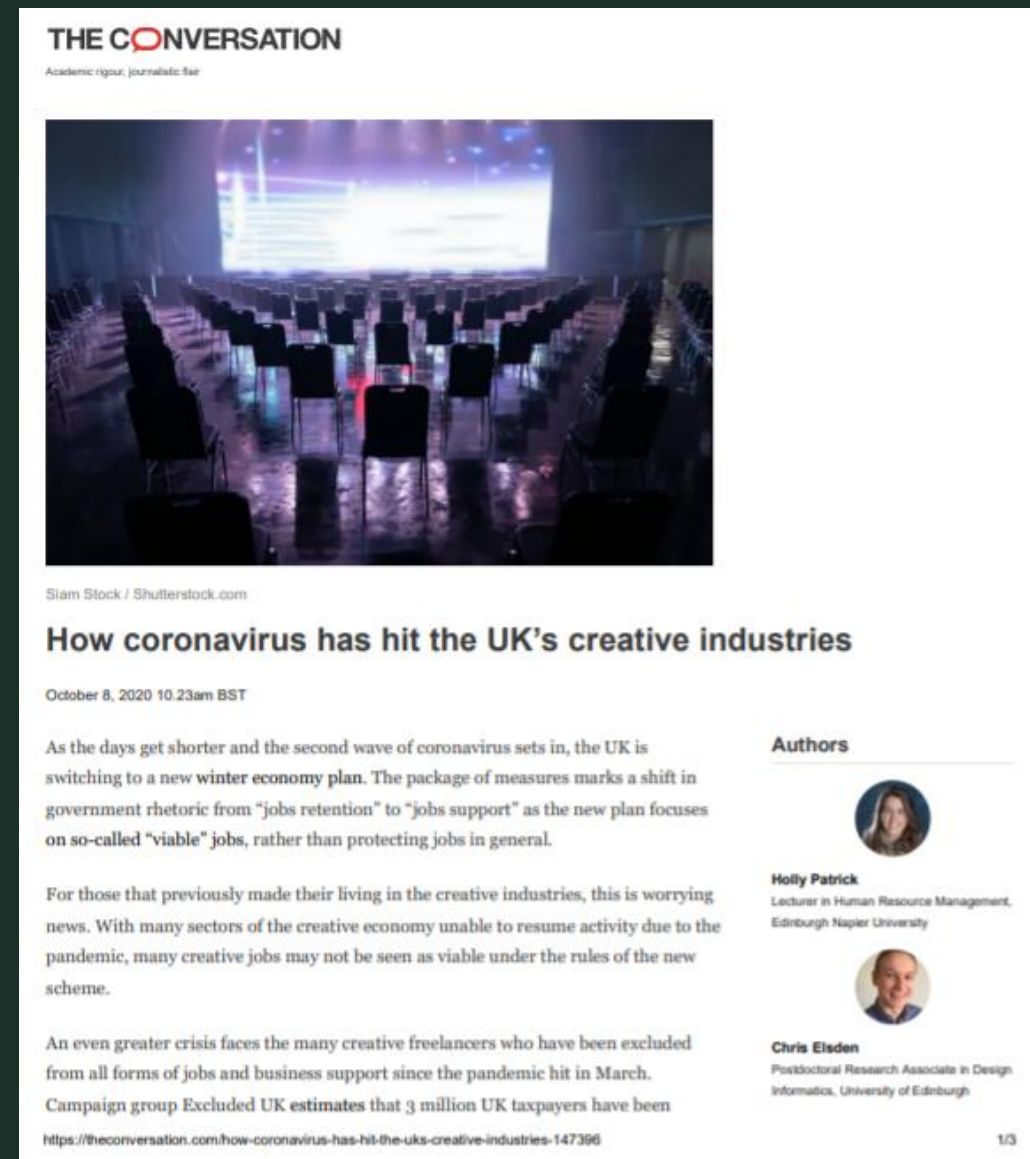 THE CONVERSATION
Academic rigour, journalistic flair
Siam Stock / Shutterstock.com
How coronavirus has hit the UK's creative industries
October 8, 2020 10.23am BST
As the days get shorter and the second wave of coronavirus sets in, the UK is
switching to a new winter economy plan. The package of measures marks a shift in
government rhetoric from “jobs retention” to “jobs support” as the new plan focuses
on so-called “viable” jobs, rather than protecting jobs in general.
For those that previously made their living in the creative industries, this is worrying
news. With many sectors of the creative economy unable to resume activity due to the
pandemic, many creative jobs may not be seen as viable under the rules of the new
scheme.
An even greater crisis faces the many creative freelancers who have been excluded
from all forms of jobs and business support since the pandemic hit in March.
Campaign group Excluded UK estimates that 3 million UK taxpayers have been
Authors
Holly Patrick
Lecturer in Human Resource Management,
Edinburgh Napier University
Chris Elsden
Postdoctoral Research Associate in Design
Informatics, University of Edinburgh
https://theconversation.com/how-coronavirus-has-hit-the-uks-creative-industries-147396
1/3